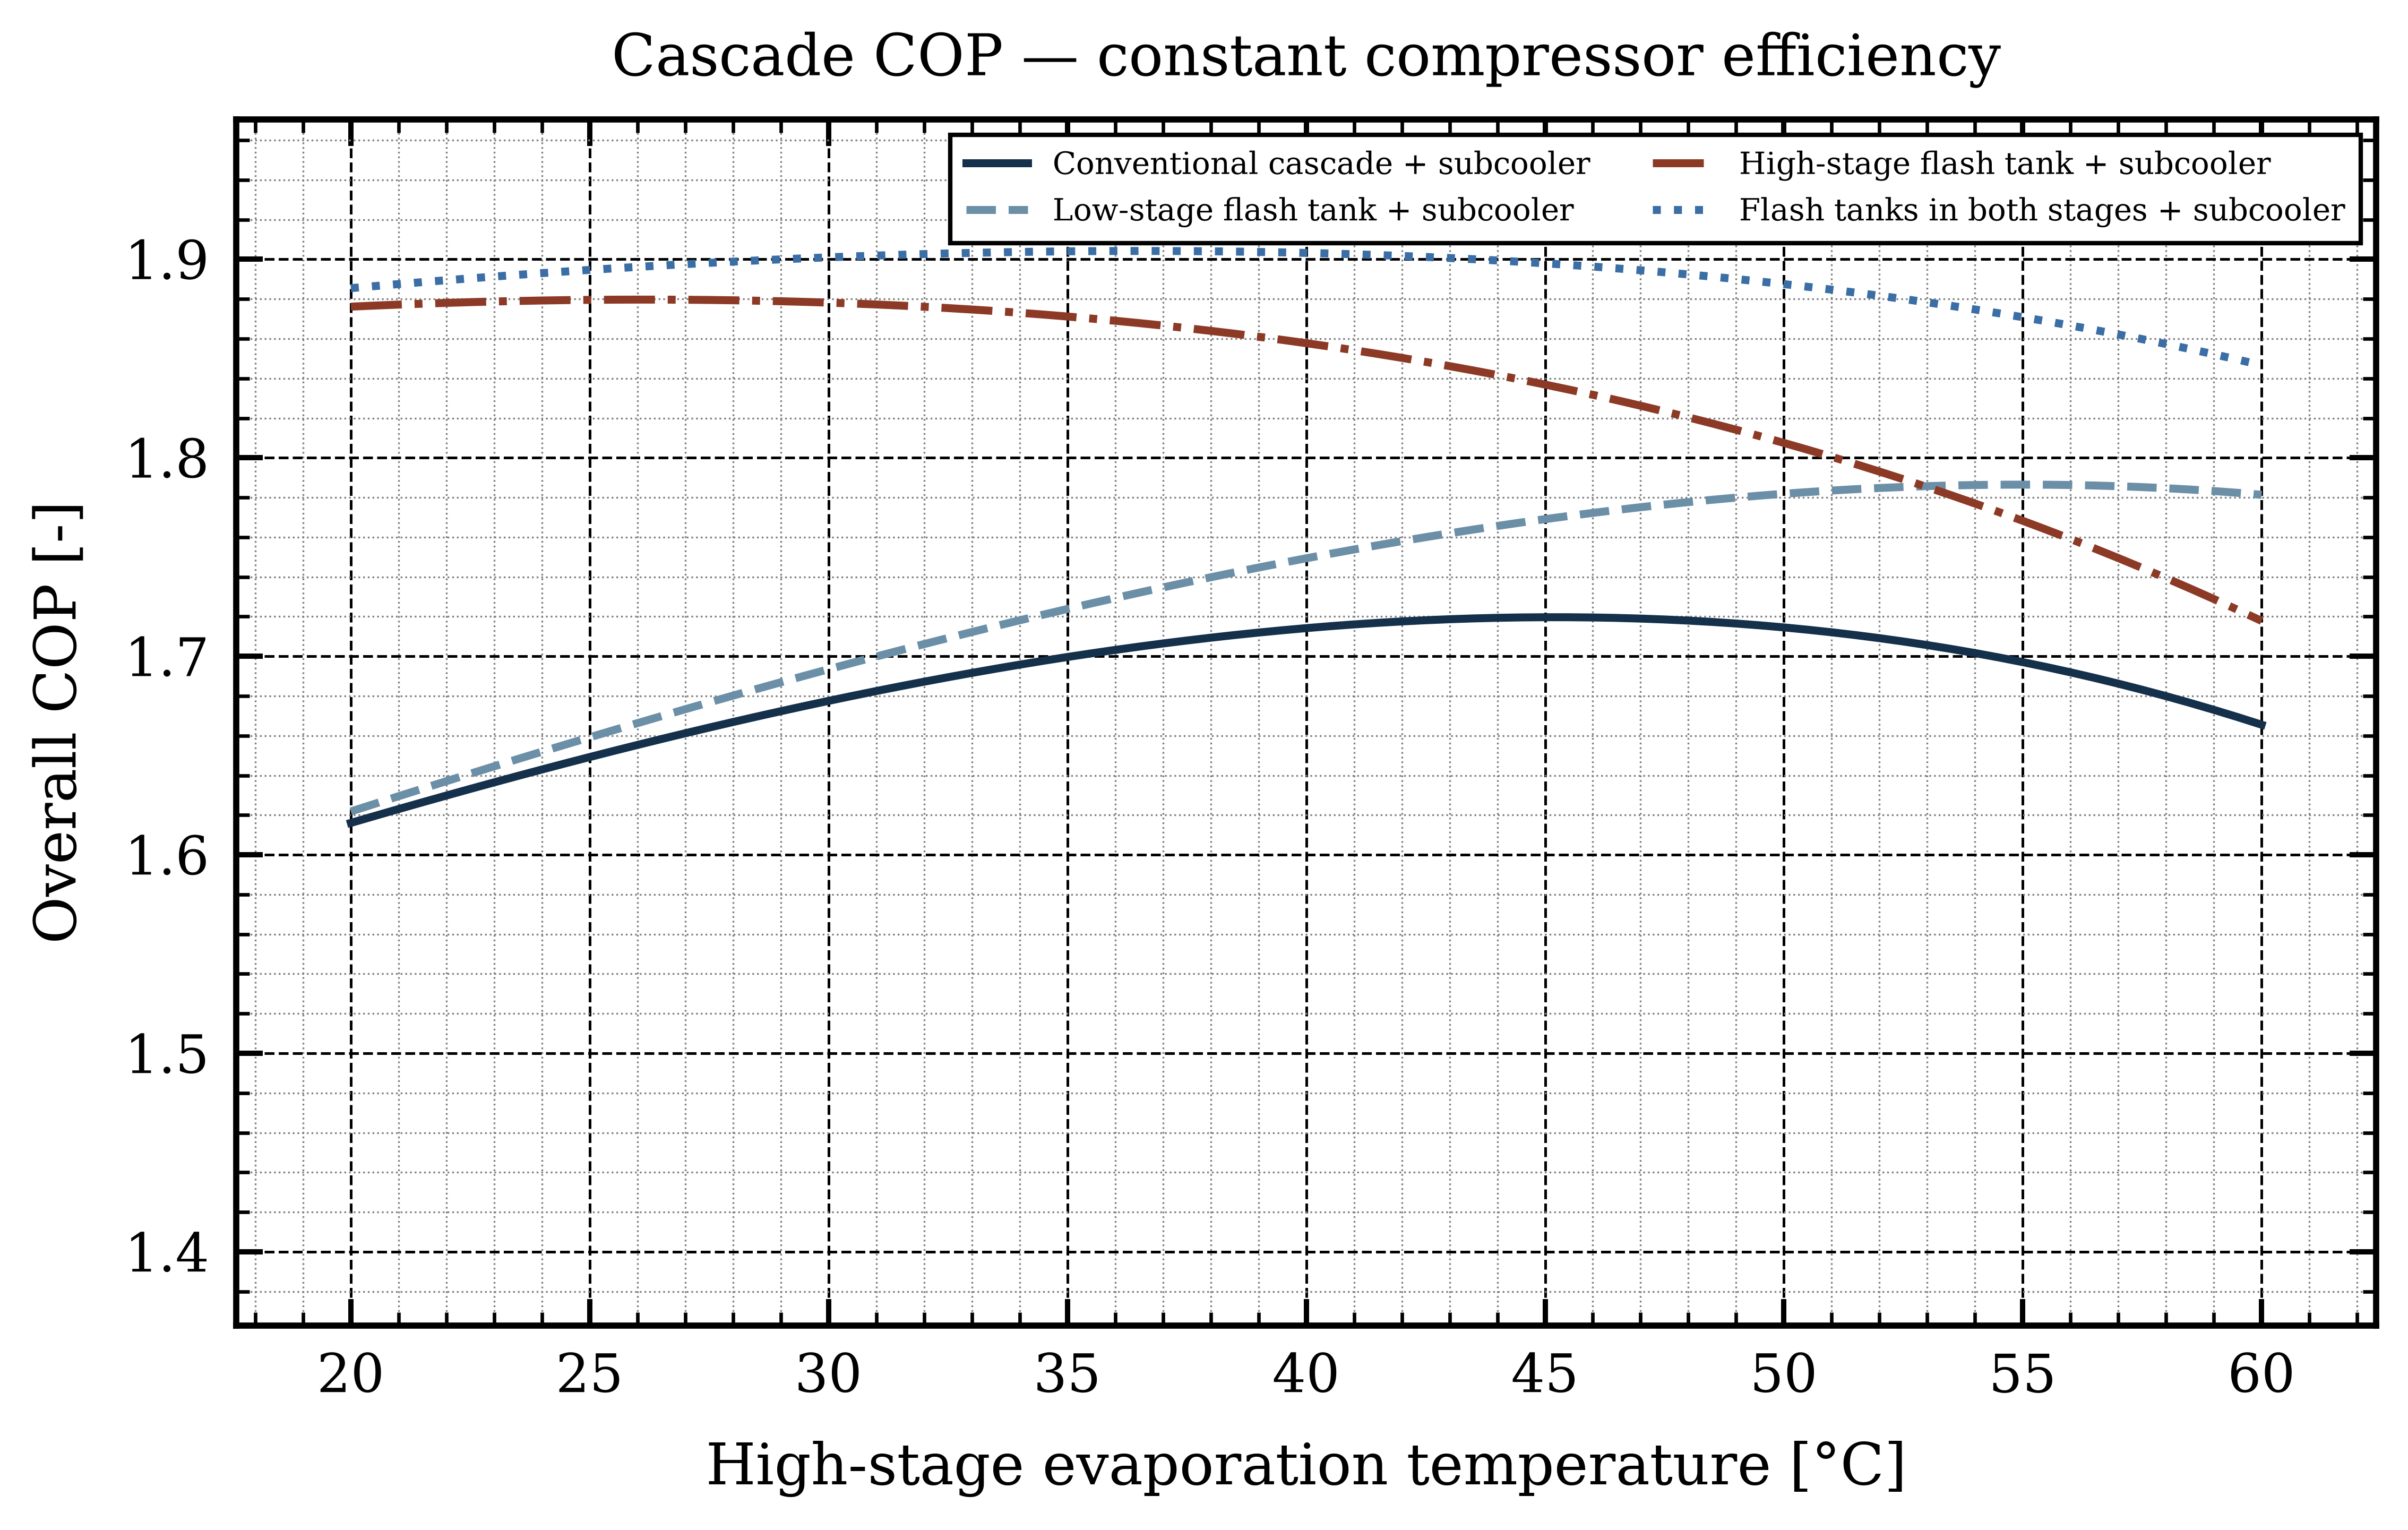 Cascade COP — constant compressor efficiency
Conventional cascade + subcooler
Low-stage flash tank + subcooler
High-stage flash tank + subcooler
Flash tanks in both stages + subcooler
Overall COP [-]
1.9
1.8
1.7
1.6
1.5
1.4
20 25 30 35 40 45 50 55 60
High-stage evaporation temperature [°C]